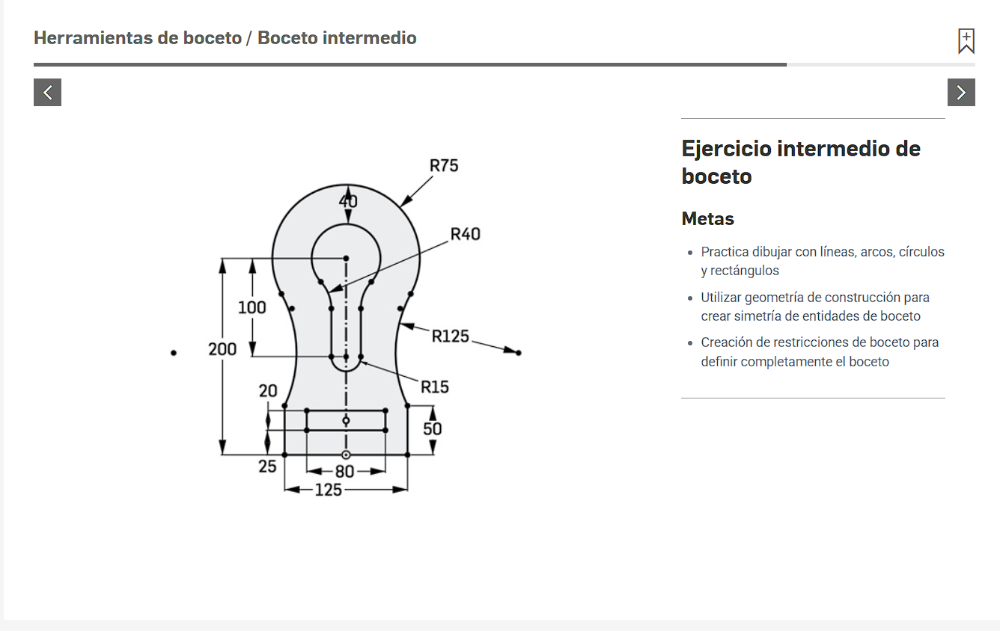 Herramientas de boceto / Boceto intermedio
Ejercicio intermedio de
boceto
Metas
Practica dibujar con líneas, arcos, círculos
y rectángulos
Utilizar geometría de construcción para
crear simetría de entidades de boceto
Creación de restricciones de boceto para
definir completamente el boceto
R75
40
R40
100
R125
200
R15
20
50
25
80
125